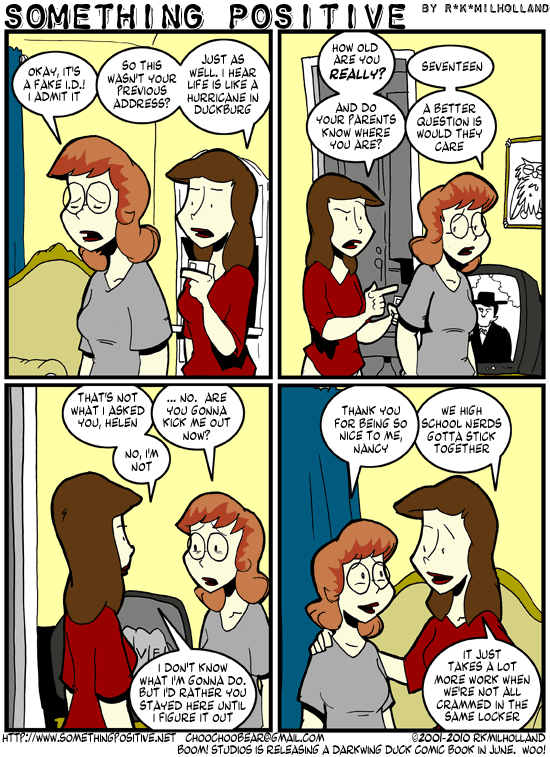 SOMETHING POSITIVE BY R*K*MILHOLLAND
OKAY, IT'S
A FAKE I.D.!
I ADMIT IT
SO THIS
WASN'T YOUR
PREVIOUS
ADDRESS?
JUST AS
WELL. I HEAR
LIFE IS LIKE A
HURRICANE IN
DUCKBURG
HOW OLD
ARE YOU
REALLY?
SEVENTEEN
AND DO
YOUR PARENTS
KNOW WHERE
YOU ARE?
A BETTER
QUESTION IS
WOULD THEY
CARE
THAT'S NOT
WHAT I ASKED
YOU, HELEN
... NO. ARE
YOU GONNA
KICK ME OUT
NOW?
NO, I'M
NOT
I DON'T KNOW
WHAT I'M GONNA DO.
BUT I'D RATHER YOU
STAYED HERE UNTIL
I FIGURE IT OUT
THANK YOU
FOR BEING SO
NICE TO ME,
NANCY
WE HIGH
SCHOOL NERDS
GOTTA STICK
TOGETHER
IT JUST
TAKES A LOT
MORE WORK WHEN
WE'RE NOT ALL
CRAMMED IN THE
SAME LOCKER
HTTP://WWW.SOMETHINGPOSITIVE.NET CHOOCHOOBEAR@GMAIL.COM ©2001-2010 RKMILHOLLAND
BOOM! STUDIOS IS RELEASING A DARKWING DUCK COMIC BOOK IN JUNE. WOO!